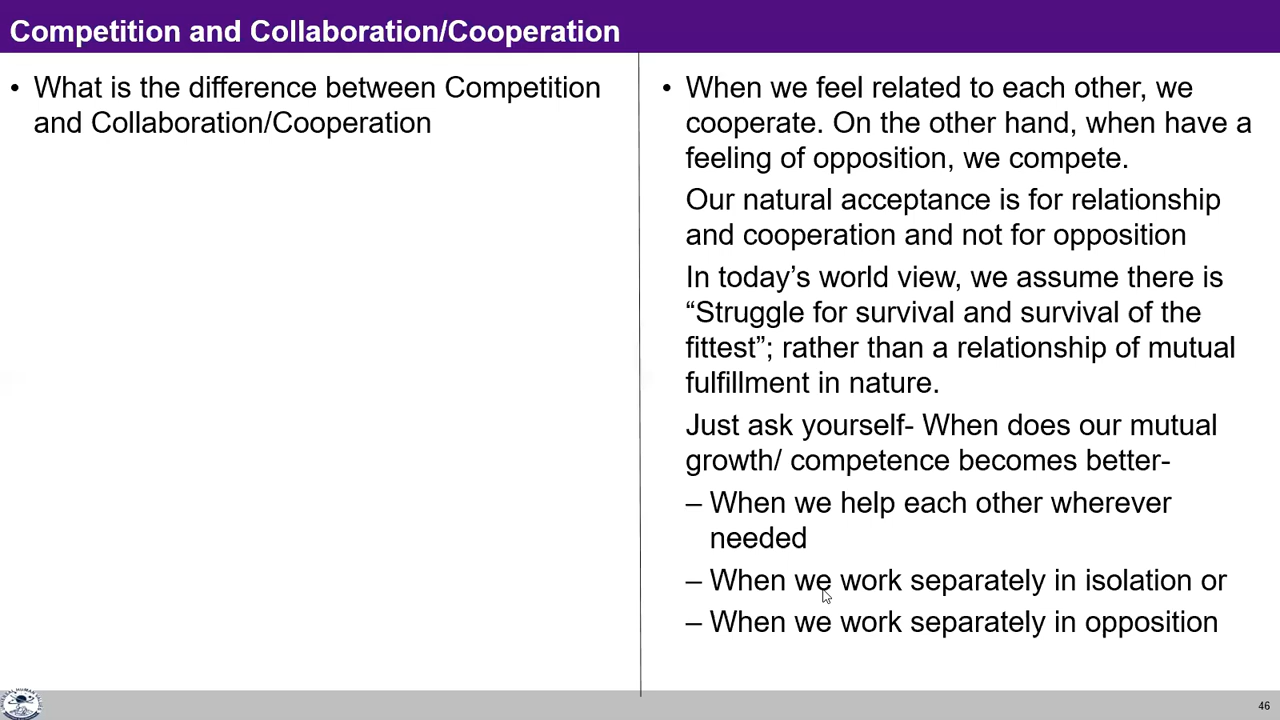 Competition and Collaboration/Cooperation
• What is the difference between Competition
and Collaboration/Cooperation
• When we feel related to each other, we
cooperate. On the other hand, when have a
feeling of opposition, we compete.
Our natural acceptance is for relationship
and cooperation and not for opposition
In today’s world view, we assume there is
“Struggle for survival and survival of the
fittest”; rather than a relationship of mutual
fulfillment in nature.
Just ask yourself- When does our mutual
growth/ competence becomes better-
– When we help each other wherever
needed
– When we work separately in isolation or
– When we work separately in opposition
46